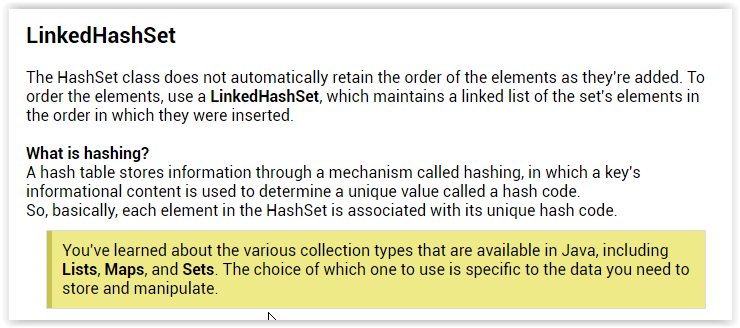 LinkedHashSet
The HashSet class does not automatically retain the order of the elements as they're added. To
order the elements, use a LinkedHashSet, which maintains a linked list of the set's elements in
the order in which they were inserted.
What is hashing?
A hash table stores information through a mechanism called hashing, in which a key's
informational content is used to determine a unique value called a hash code.
So, basically, each element in the HashSet is associated with its unique hash code.
You've learned about the various collection types that are available in Java, including
Lists, Maps, and Sets. The choice of which one to use is specific to the data you need to
store and manipulate.